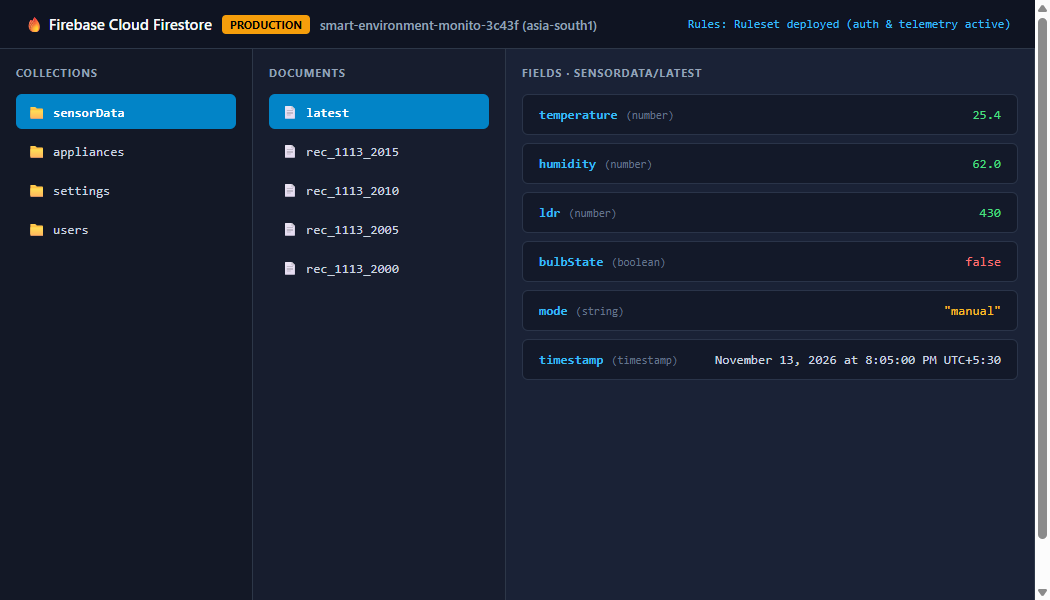 Firebase Cloud Firestore PRODUCTION smart-environment-monito-3c43f (asia-south1) Rules: Ruleset deployed (auth & telemetry active)
COLLECTIONS
sensorData
appliances
settings
users
DOCUMENTS
latest
rec_1113_2015
rec_1113_2010
rec_1113_2005
rec_1113_2000
FIELDS · SENSORDATA/LATEST
temperature (number) 25.4
humidity (number) 62.0
ldr (number) 430
bulbState (boolean) false
mode (string) "manual"
timestamp (timestamp) November 13, 2026 at 8:05:00 PM UTC+5:30